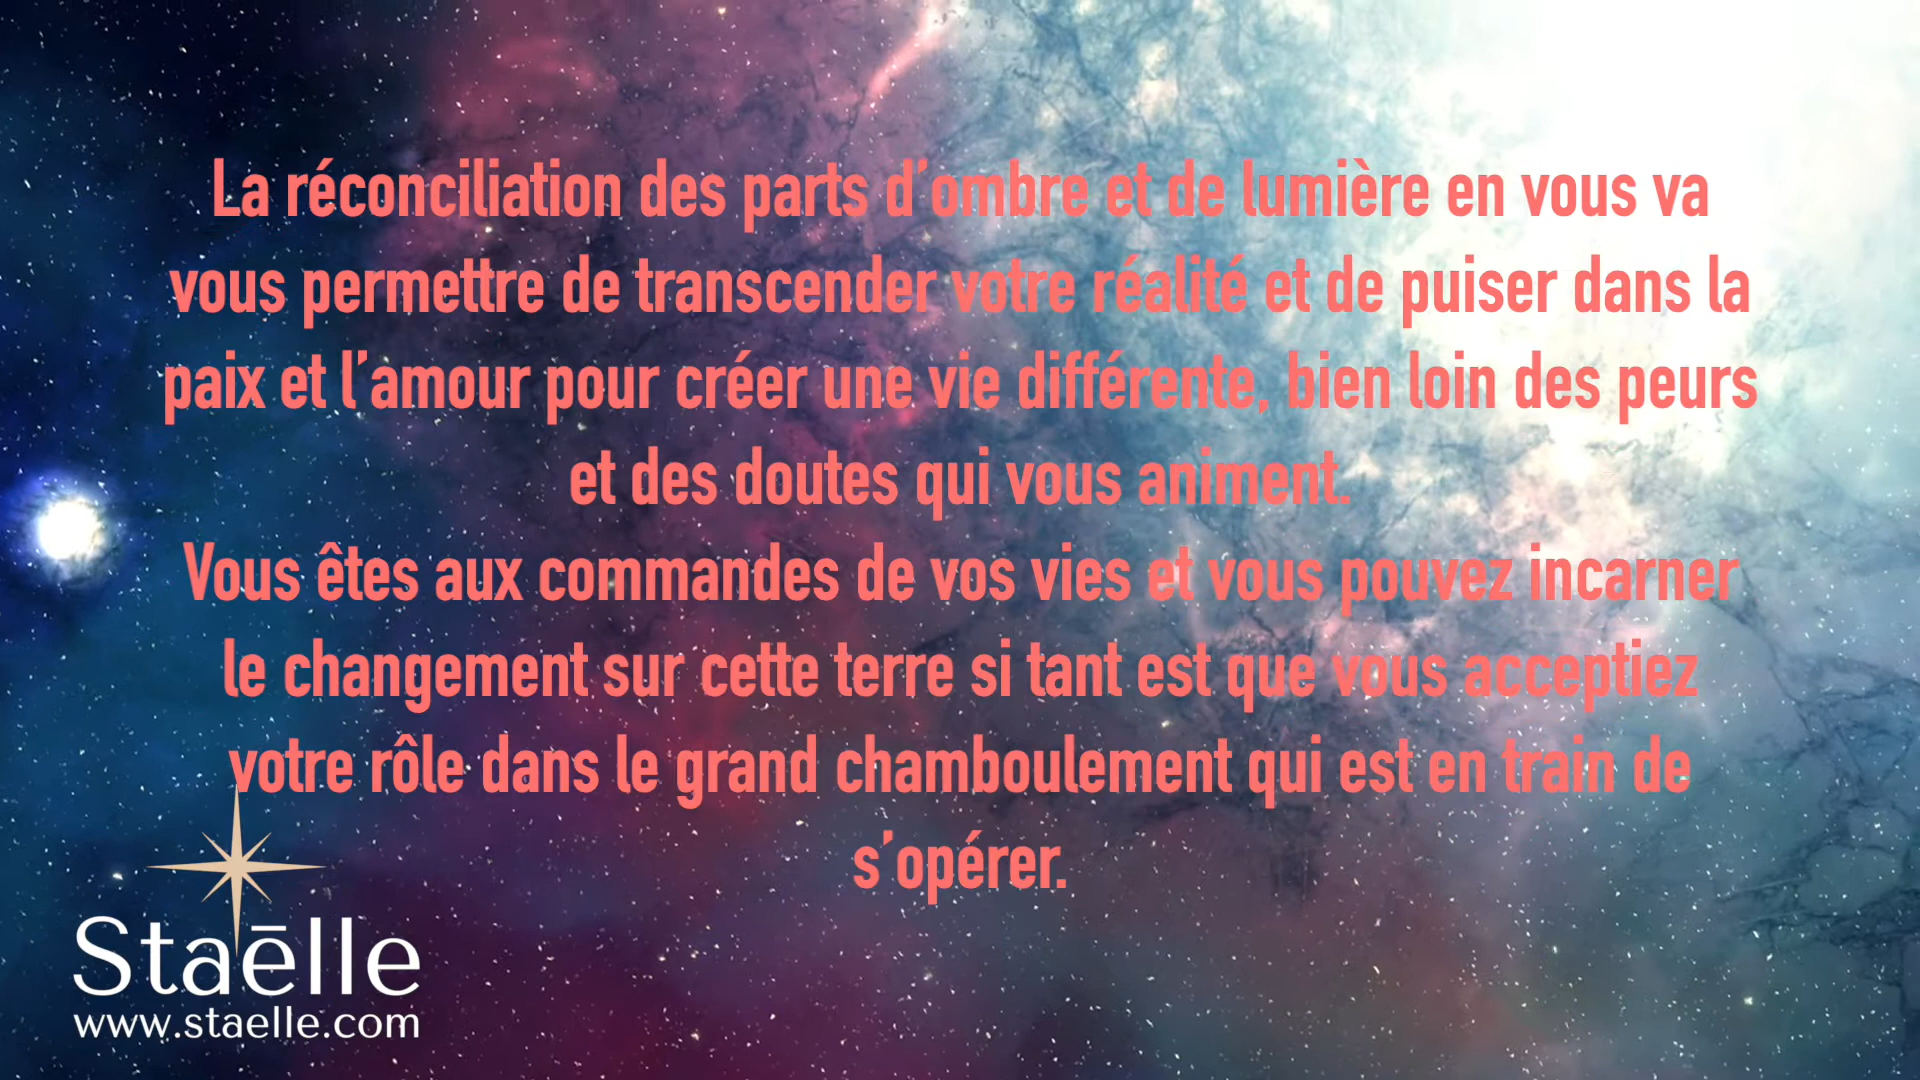 La réconciliation des parts d’ombre et de lumière en vous va
vous permettre de transcender votre réalité et de puiser dans la
paix et l’amour pour créer une vie différente, bien loin des peurs
et des doutes qui vous animent.
Vous êtes aux commandes de vos vies et vous pouvez incarner
le changement sur cette terre si tant est que vous acceptiez
votre rôle dans le grand chamboulement qui est en train de
s’opérer.
Staēlle
www.staelle.com